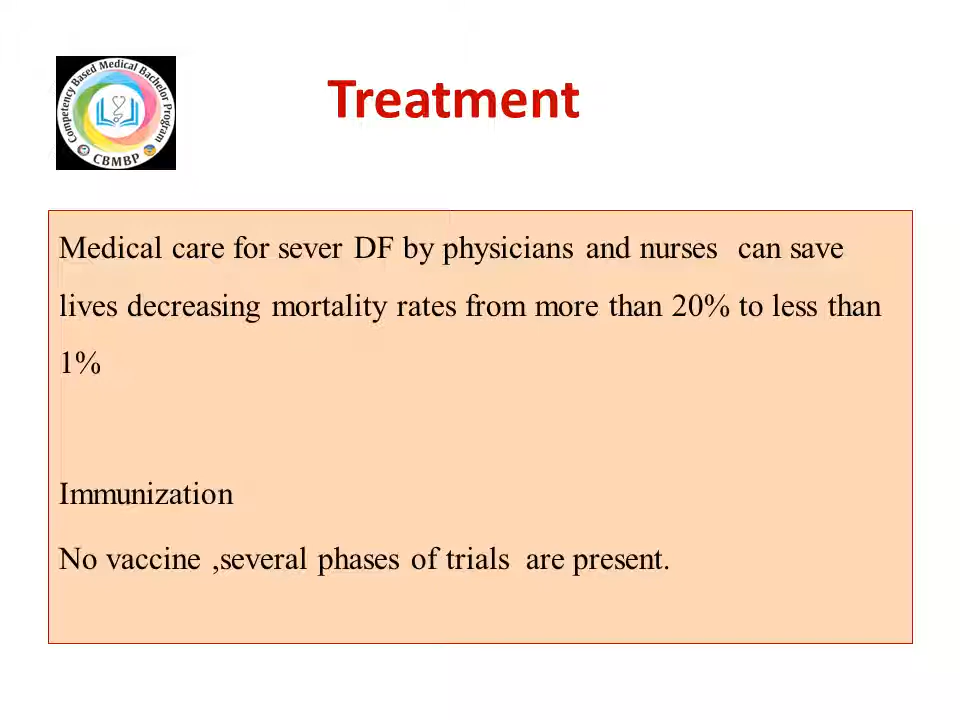 Competency Based Medical Bachelor Program
CBMBP
Treatment
Medical care for sever DF by physicians and nurses can save
lives decreasing mortality rates from more than 20% to less than
1%
Immunization
No vaccine ,several phases of trials are present.